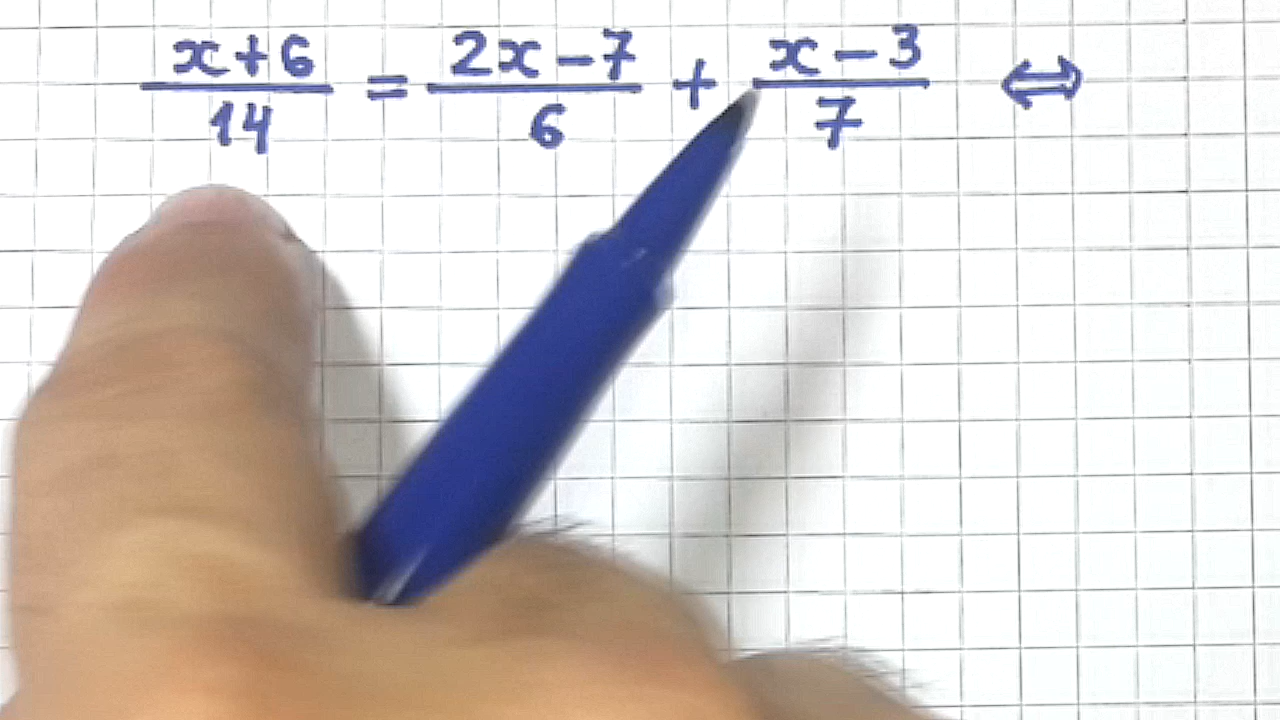 (x+6)/14 = (2x-7)/6 + (x-3)/7 ⇔